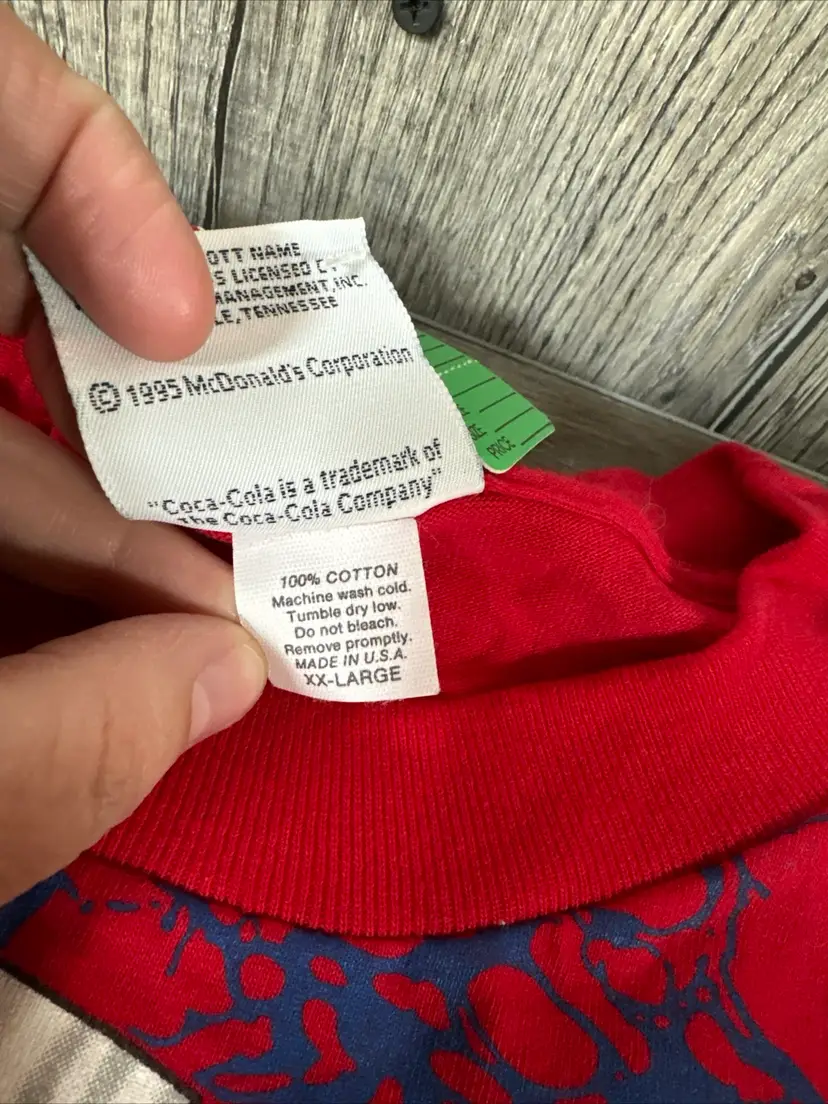 OTT NAME
S LICENSED
MANAGEMENT, INC.
LE, TENNESSEE
© 1995 McDonald's Corporation
"Coca-Cola is a trademark of
The Coca-Cola Company"
100% COTTON
Machine wash cold.
Tumble dry low.
Do not bleach.
Remove promptly.
MADE IN U.S.A.
XX-LARGE
PRICE